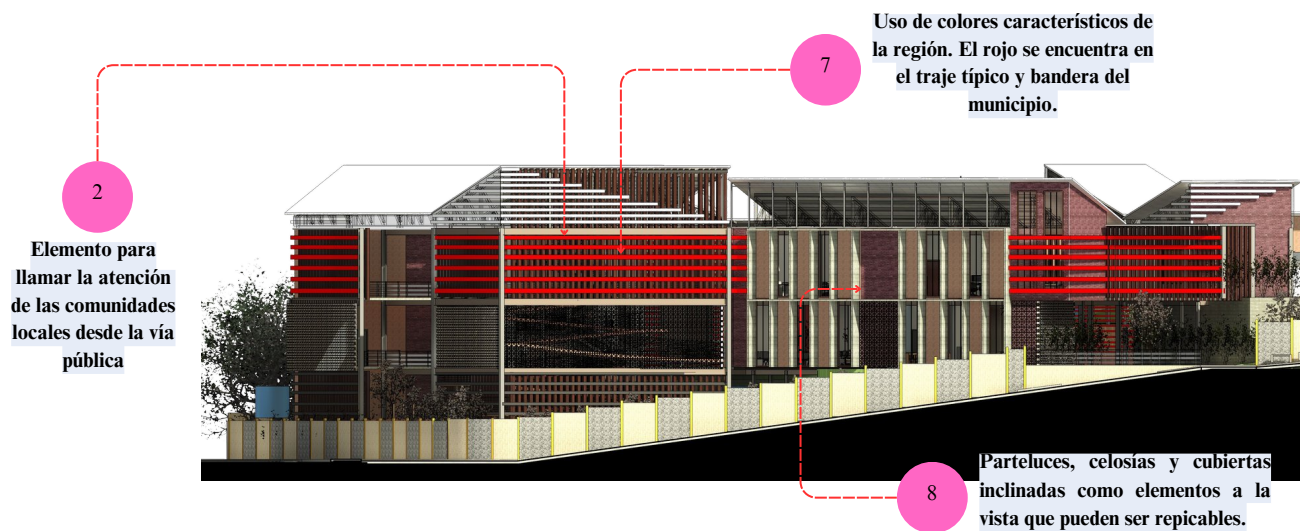 7
Uso de colores característicos de
la región. El rojo se encuentra en
el traje típico y bandera del
municipio.
2
Elemento para
llamar la atención
de las comunidades
locales desde la vía
pública
8
Parteluces, celosías y cubiertas
inclinadas como elementos a la
vista que pueden ser repicables.